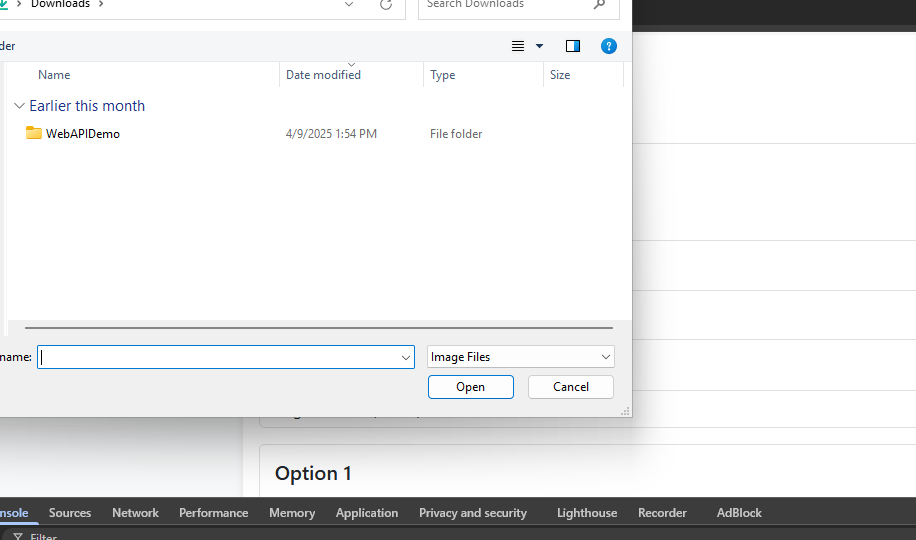 Downloads
Search Downloads
der
Name Date modified Type Size
Earlier this month
WebAPIDemo 4/9/2025 1:54 PM File folder
name: Image Files
Open Cancel
Option 1
nsole Sources Network Performance Memory Application Privacy and security Lighthouse Recorder AdBlock
Filter